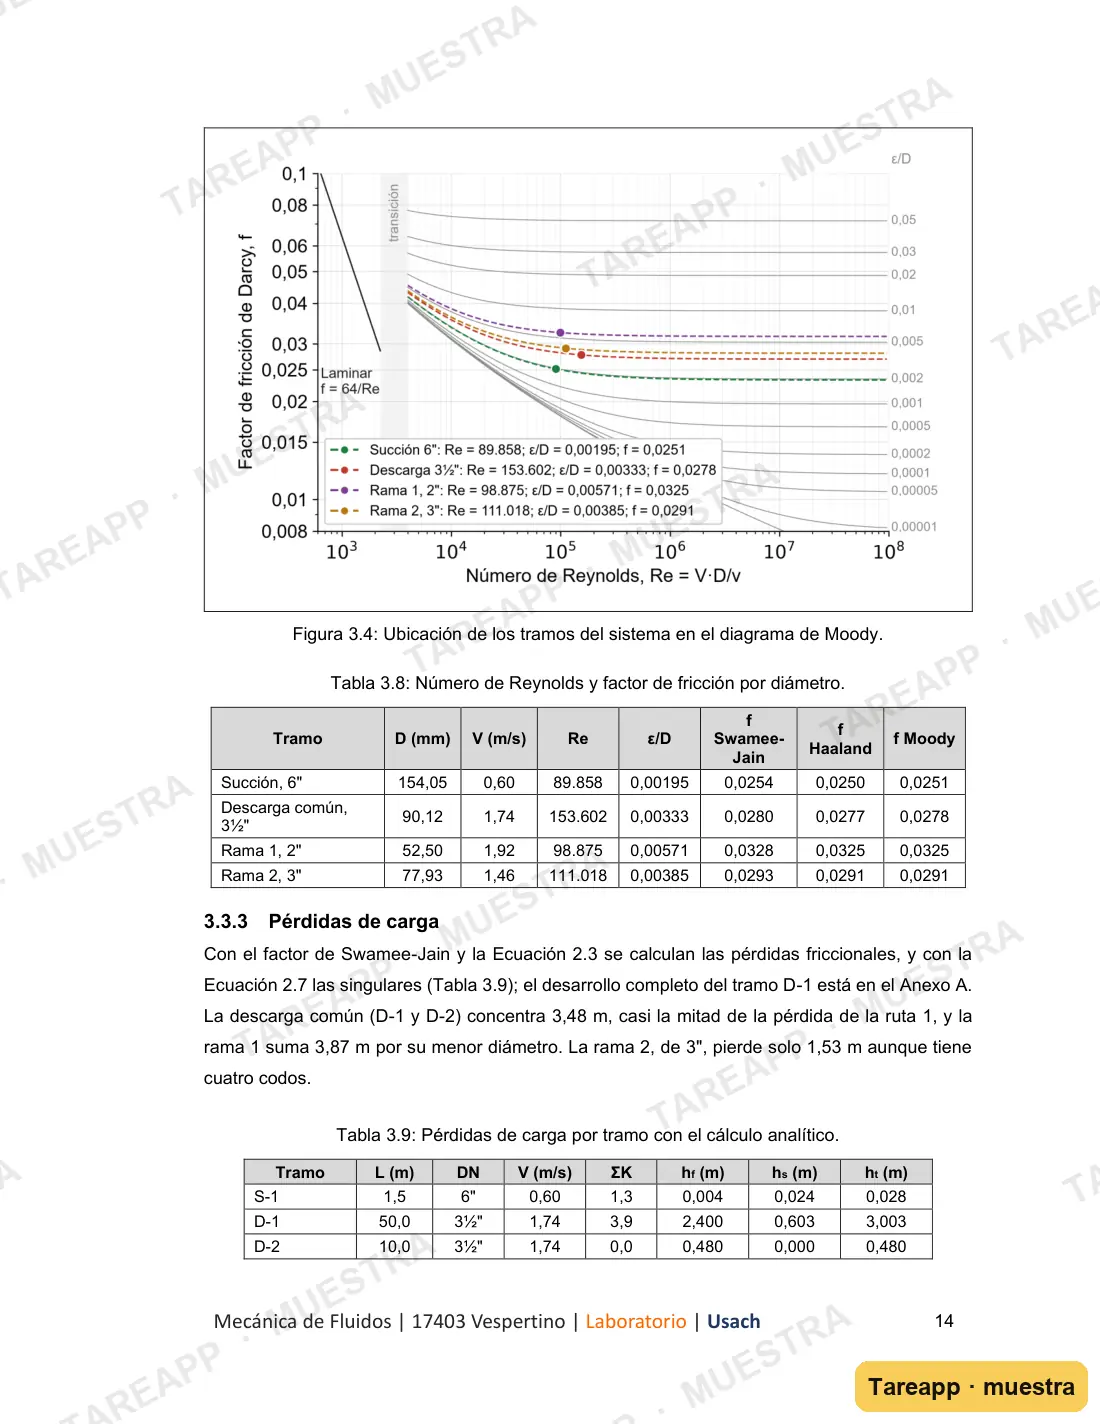 ε/D
0,1
0,08
0,06
0,05
0,04
0,03
0,025
0,02
0,015
0,01
0,008
Factor de fricción de Darcy, f
transición
Laminar
f = 64/Re
0,05
0,03
0,02
0,01
0,005
0,002
0,001
0,0005
0,0002
0,0001
0,00005
0,00001
Succión 6": Re = 89.858; ε/D = 0,00195; f = 0,0251
Descarga 3½": Re = 153.602; ε/D = 0,00333; f = 0,0278
Rama 1, 2": Re = 98.875; ε/D = 0,00571; f = 0,0325
Rama 2, 3": Re = 111.018; ε/D = 0,00385; f = 0,0291
10³ 10⁴ 10⁵ 10⁶ 10⁷ 10⁸
Número de Reynolds, Re = V·D/ν
Figura 3.4: Ubicación de los tramos del sistema en el diagrama de Moody.
Tabla 3.8: Número de Reynolds y factor de fricción por diámetro.
Tramo D (mm) V (m/s) Re ε/D f Swamee-Jain f Haaland f Moody
Succión, 6" 154,05 0,60 89.858 0,00195 0,0254 0,0250 0,0251
Descarga común, 3½" 90,12 1,74 153.602 0,00333 0,0280 0,0277 0,0278
Rama 1, 2" 52,50 1,92 98.875 0,00571 0,0328 0,0325 0,0325
Rama 2, 3" 77,93 1,46 111.018 0,00385 0,0293 0,0291 0,0291
3.3.3 Pérdidas de carga
Con el factor de Swamee-Jain y la Ecuación 2.3 se calculan las pérdidas friccionales, y con la
Ecuación 2.7 las singulares (Tabla 3.9); el desarrollo completo del tramo D-1 está en el Anexo A.
La descarga común (D-1 y D-2) concentra 3,48 m, casi la mitad de la pérdida de la ruta 1, y la
rama 1 suma 3,87 m por su menor diámetro. La rama 2, de 3", pierde solo 1,53 m aunque tiene
cuatro codos.
Tabla 3.9: Pérdidas de carga por tramo con el cálculo analítico.
Tramo L (m) DN V (m/s) ΣK hf (m) hs (m) ht (m)
S-1 1,5 6" 0,60 1,3 0,004 0,024 0,028
D-1 50,0 3½" 1,74 3,9 2,400 0,603 3,003
D-2 10,0 3½" 1,74 0,0 0,480 0,000 0,480
Mecánica de Fluidos | 17403 Vespertino | Laboratorio | Usach 14
Tareapp · muestra
TAREAPP · MUESTRA